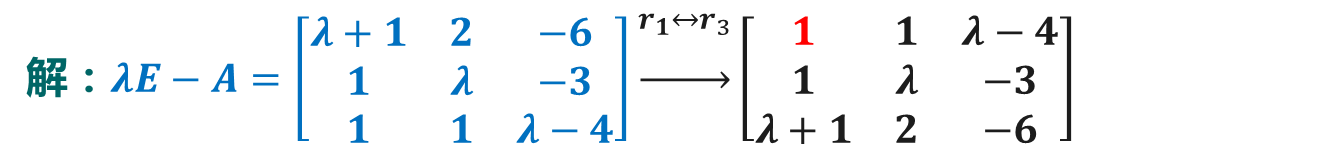 解：λE − A = [λ + 1 2 −6; 1 λ −3; 1 1 λ − 4] r₁↔r₃ ⟶ [1 1 λ − 4; 1 λ −3; λ + 1 2 −6]